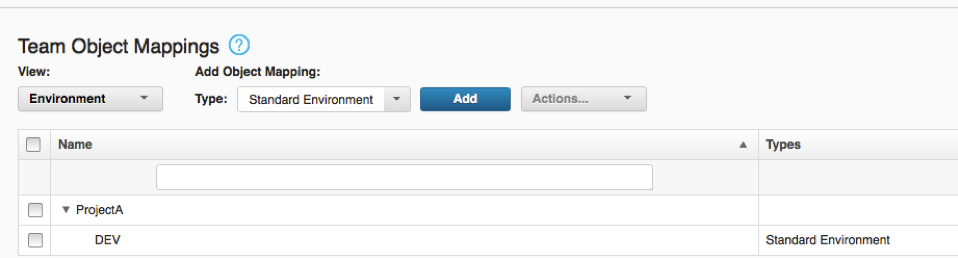 Team Object Mappings ?
View: Add Object Mapping:
Environment Type: Standard Environment Add Actions...
Name Types
ProjectA
DEV Standard Environment